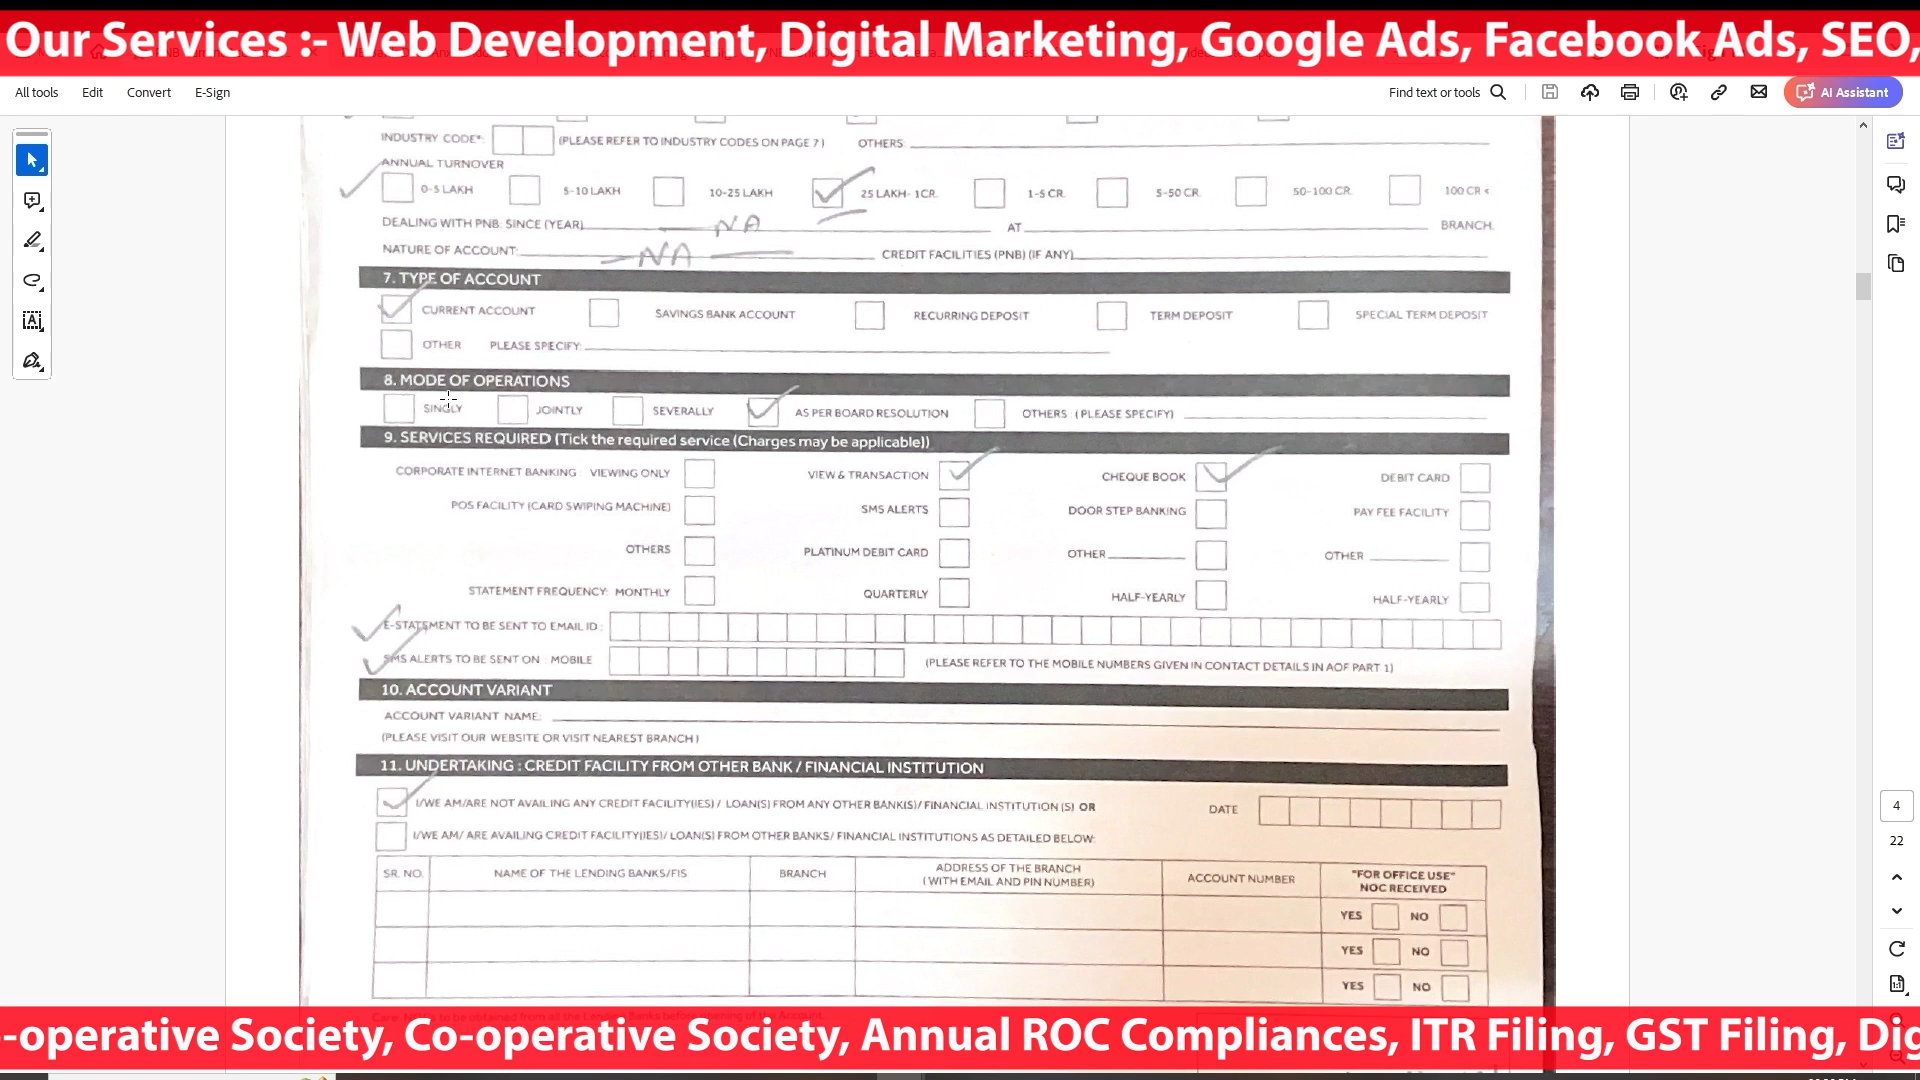 Our Services :- Web Development, Digital Marketing, Google Ads, Facebook Ads, SEO,
All tools Edit Convert E-Sign Find text or tools AI Assistant
INDUSTRY CODE*: (PLEASE REFER TO INDUSTRY CODES ON PAGE 7) OTHERS:
ANNUAL TURNOVER
0-5 LAKH 5-10 LAKH 10-25 LAKH 25 LAKH- 1CR. 1-5 CR. 5-50 CR. 50-100 CR. 100 CR <
DEALING WITH PNB: SINCE (YEAR) NA AT BRANCH.
NATURE OF ACCOUNT: NA CREDIT FACILITIES (PNB) (IF ANY)
7. TYPE OF ACCOUNT
CURRENT ACCOUNT SAVINGS BANK ACCOUNT RECURRING DEPOSIT TERM DEPOSIT SPECIAL TERM DEPOSIT
OTHER PLEASE SPECIFY:
8. MODE OF OPERATIONS
SINGLY JOINTLY SEVERALLY AS PER BOARD RESOLUTION OTHERS (PLEASE SPECIFY)
9. SERVICES REQUIRED (Tick the required service (Charges may be applicable))
CORPORATE INTERNET BANKING: VIEWING ONLY VIEW & TRANSACTION CHEQUE BOOK DEBIT CARD
POS FACILITY (CARD SWIPING MACHINE) SMS ALERTS DOOR STEP BANKING PAY FEE FACILITY
OTHERS PLATINUM DEBIT CARD OTHER OTHER
STATEMENT FREQUENCY: MONTHLY QUARTERLY HALF-YEARLY HALF-YEARLY
E-STATSMENT TO BE SENT TO EMAIL ID :
SMS ALERTS TO BE SENT ON : MOBILE (PLEASE REFER TO THE MOBILE NUMBERS GIVEN IN CONTACT DETAILS IN AOF PART 1)
10. ACCOUNT VARIANT
ACCOUNT VARIANT NAME:
(PLEASE VISIT OUR WEBSITE OR VISIT NEAREST BRANCH)
11. UNDERTAKING : CREDIT FACILITY FROM OTHER BANK / FINANCIAL INSTITUTION
I/WE AM/ARE NOT AVAILING ANY CREDIT FACILITY(IES) / LOAN(S) FROM ANY OTHER BANK(S)/ FINANCIAL INSTITUTION (S) OR DATE
I/WE AM/ ARE AVAILING CREDIT FACILITY(IES)/ LOAN(S) FROM OTHER BANKS/ FINANCIAL INSTITUTIONS AS DETAILED BELOW:
SR. NO. NAME OF THE LENDING BANKS/FIS BRANCH ADDRESS OF THE BRANCH (WITH EMAIL AND PIN NUMBER) ACCOUNT NUMBER "FOR OFFICE USE" NOC RECEIVED
YES NO
YES NO
YES NO
4
22
-operative Society, Co-operative Society, Annual ROC Compliances, ITR Filing, GST Filing, Dig